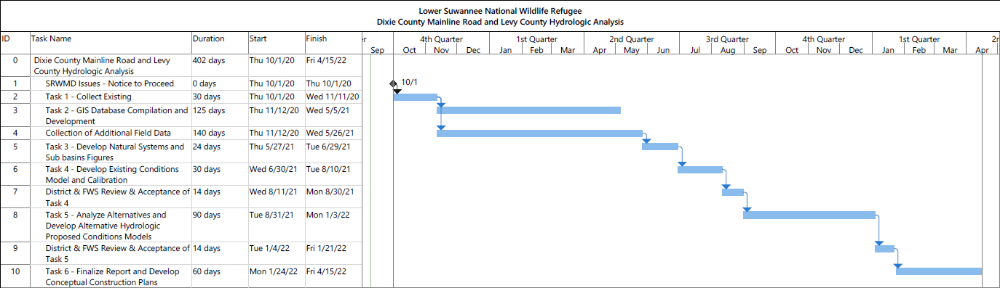 Lower Suwannee National Wildlife Refugee
Dixie County Mainline Road and Levy County Hydrologic Analysis
ID Task Name Duration Start Finish er 4th Quarter 1st Quarter 2nd Quarter 3rd Quarter 4th Quarter 1st Quarter 2n
Sep Oct Nov Dec Jan Feb Mar Apr May Jun Jul Aug Sep Oct Nov Dec Jan Feb Mar Apr
0 Dixie County Mainline Road and Levy 402 days Thu 10/1/20 Fri 4/15/22
County Hydrologic Analysis
1 SRWMD Issues - Notice to Proceed 0 days Thu 10/1/20 Thu 10/1/20 10/1
2 Task 1 - Collect Existing 30 days Thu 10/1/20 Wed 11/11/20
3 Task 2 - GIS Database Compilation and 125 days Thu 11/12/20 Wed 5/5/21
Development
4 Collection of Additional Field Data 140 days Thu 11/12/20 Wed 5/26/21
5 Task 3 - Develop Natural Systems and 24 days Thu 5/27/21 Tue 6/29/21
Sub basins Figures
6 Task 4 - Develop Existing Conditions 30 days Wed 6/30/21 Tue 8/10/21
Model and Calibration
7 District & FWS Review & Acceptance of 14 days Wed 8/11/21 Mon 8/30/21
Task 4
8 Task 5 - Analyze Alternatives and 90 days Tue 8/31/21 Mon 1/3/22
Develop Alternative Hydrologic
Proposed Conditions Models
9 District & FWS Review & Acceptance of 14 days Tue 1/4/22 Fri 1/21/22
Task 5
10 Task 6 - Finalize Report and Develop 60 days Mon 1/24/22 Fri 4/15/22
Conceptual Construction Plans